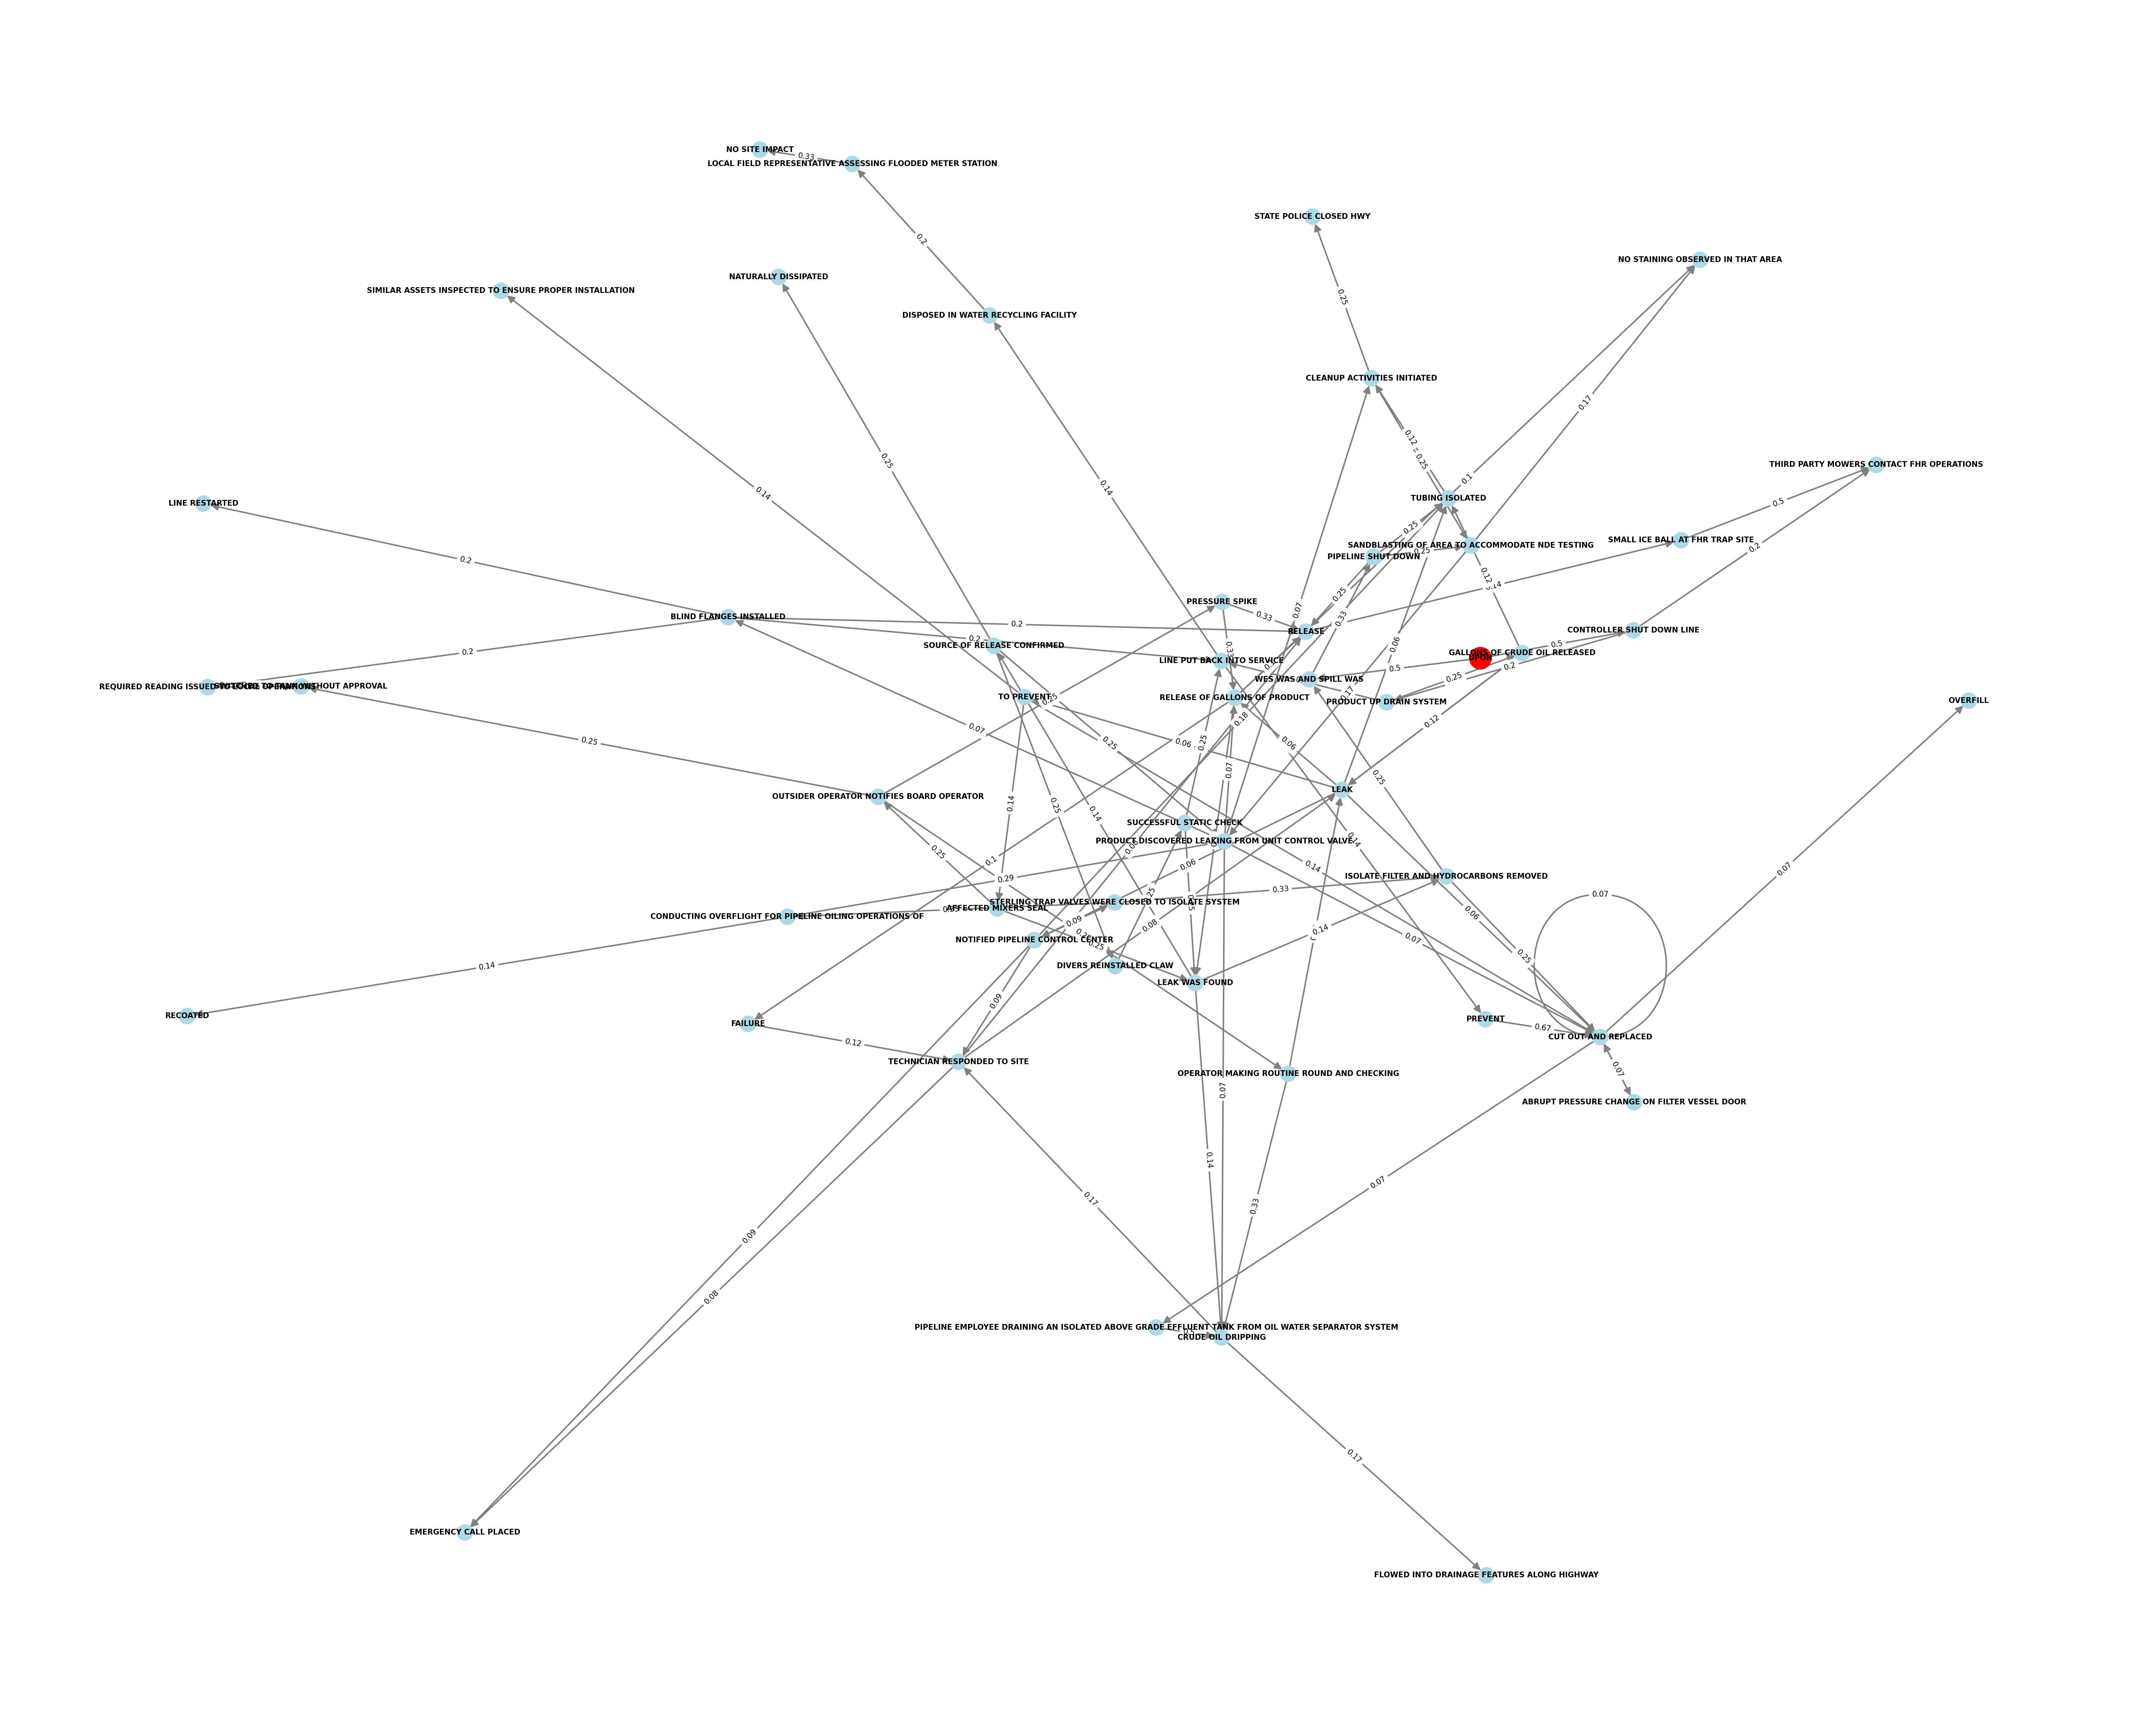 NO SITE IMPACT
0.33
LOCAL FIELD REPRESENTATIVE ASSESSING FLOODED METER STATION
STATE POLICE CLOSED HWY
0.2
NO STAINING OBSERVED IN THAT AREA
NATURALLY DISSIPATED
SIMILAR ASSETS INSPECTED TO ENSURE PROPER INSTALLATION
0.25
DISPOSED IN WATER RECYCLING FACILITY
CLEANUP ACTIVITIES INITIATED
0.17
0.12
0.25
0.25
THIRD PARTY MOWERS CONTACT FHR OPERATIONS
0.1
0.14
0.14
TUBING ISOLATED
LINE RESTARTED
0.5
0.25
SANDBLASTING OF AREA TO ACCOMMODATE NDE TESTING
SMALL ICE BALL AT FHR TRAP SITE
0.2
0.25
PIPELINE SHUT DOWN
0.2
0.12
0.25
PRESSURE SPIKE
0.07
0.33
0.33
BLIND FLANGES INSTALLED
0.2
RELEASE
CONTROLLER SHUT DOWN LINE
0.2
SOURCE OF RELEASE CONFIRMED
0.5
0.06
0.2
GALLONS OF CRUDE OIL RELEASED
UPON
LINE PUT BACK INTO SERVICE
0.5
0.2
WES WAS AND SPILL WAS
0.25
REQUIRED READING ISSUED TO
WITHOUT APPROVAL
TO PREVENT
RELEASE OF GALLONS OF PRODUCT
0.17
PRODUCT UP DRAIN SYSTEM
OVERFILL
0.18
0.12
0.07
0.25
0.25
0.06
0.06
0.25
0.07
0.25
LEAK
OUTSIDER OPERATOR NOTIFIES BOARD OPERATOR
0.14
0.25
0.14
SUCCESSFUL STATIC CHECK
PRODUCT DISCOVERED LEAKING FROM UNIT CONTROL VALVE
0.14
0.25
0.1
0.06
0.14
0.07
0.29
ISOLATE FILTER AND HYDROCARBONS REMOVED
0.33
0.25
0.07
STERLING TRAP VALVES WERE CLOSED TO ISOLATE SYSTEM
AFFECTED MIXERS SEAL
CONDUCTING OVERFLIGHT FOR PIPELINE OILING OPERATIONS OF
0.06
0.09
0.08
0.14
NOTIFIED PIPELINE CONTROL CENTER
0.07
0.25
0.25
0.14
DIVERS REINSTALLED CLAW
LEAK WAS FOUND
0.09
RECOATED
FAILURE
PREVENT
0.67
CUT OUT AND REPLACED
0.12
TECHNICIAN RESPONDED TO SITE
0.07
OPERATOR MAKING ROUTINE ROUND AND CHECKING
0.07
ABRUPT PRESSURE CHANGE ON FILTER VESSEL DOOR
0.14
0.07
0.17
0.33
0.09
0.08
PIPELINE EMPLOYEE DRAINING AN ISOLATED ABOVE GRADE EFFLUENT TANK FROM OIL WATER SEPARATOR SYSTEM
CRUDE OIL DRIPPING
0.17
EMERGENCY CALL PLACED
FLOWED INTO DRAINAGE FEATURES ALONG HIGHWAY